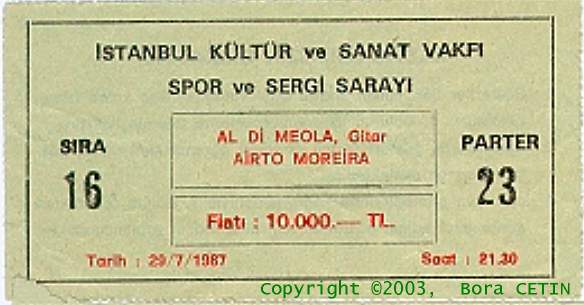 İSTANBUL KÜLTÜR ve SANAT VAKFI
SPOR ve SERGİ SARAYI
SIRA
16
AL Dİ MEOLA, Gitar
AİRTO MOREİRA
PARTER
23
Fiatı : 10.000.— TL.
Tarih : 29/7/1987
Saat : 21.30
Copyright ©2003, Bora CETIN